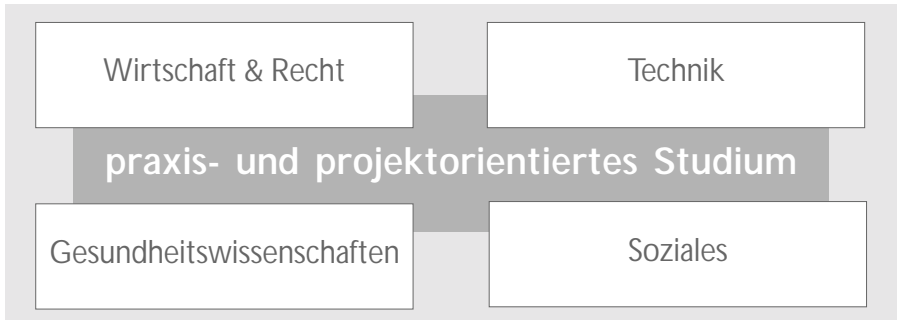 Wirtschaft & Recht
Technik
praxis- und projektorientiertes Studium
Gesundheitswissenschaften
Soziales